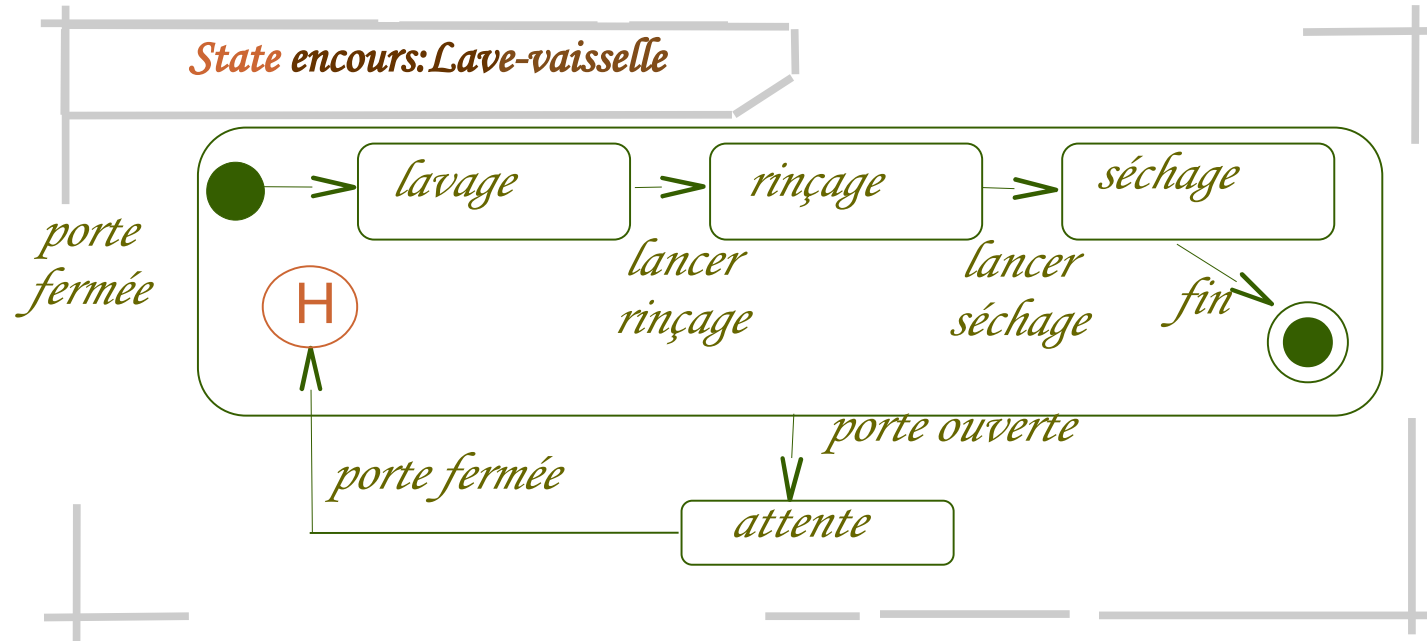 State encours:Lave-vaisselle
lavage
rinçage
séchage
porte
fermée
H
lancer
rinçage
lancer
séchage
fin
porte ouverte
porte fermée
attente